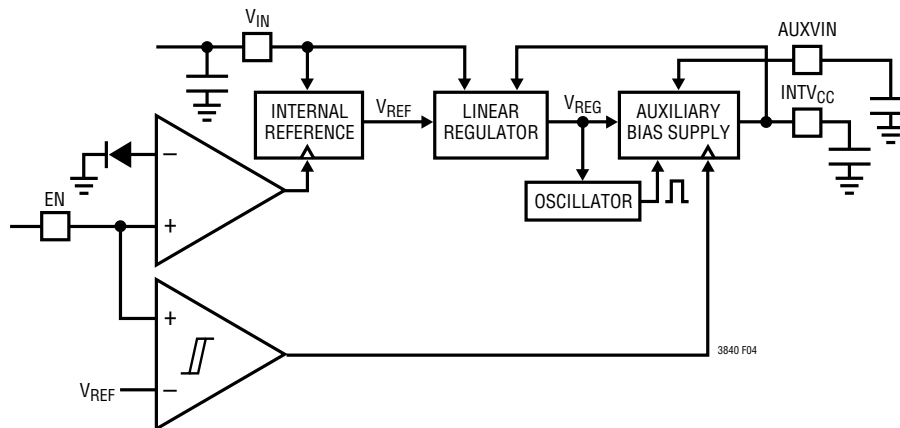 V_IN
AUXVIN
INTV_CC
INTERNAL
REFERENCE
V_REF
LINEAR
REGULATOR
V_REG
AUXILIARY
BIAS SUPPLY
OSCILLATOR
−
EN
+
+
V_REF
−
3840 F04